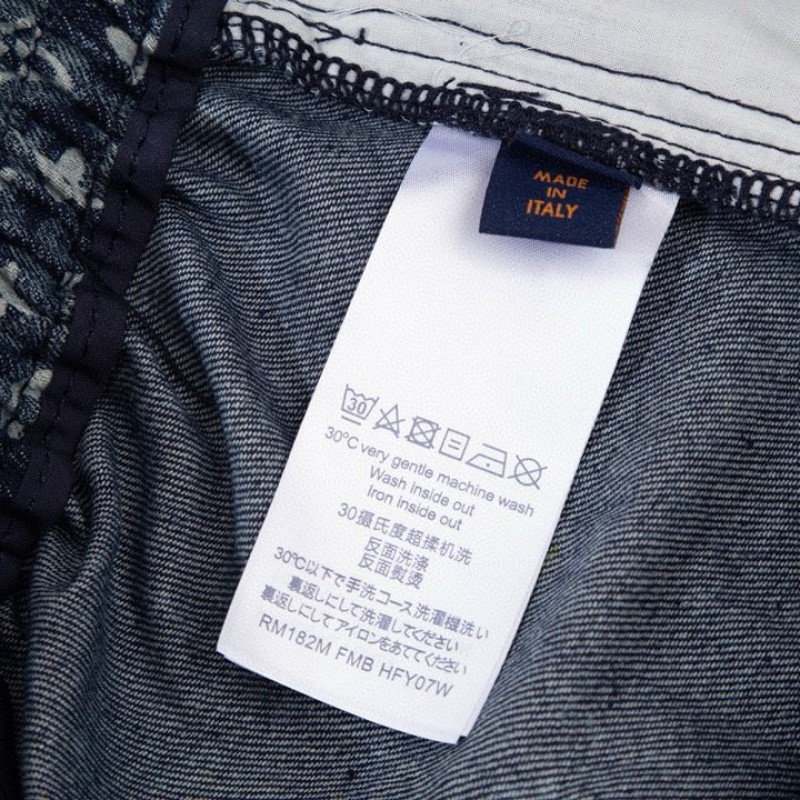 MADE
IN
ITALY
30
30°C very gentle machine wash
Wash inside out
Iron inside out
30摄氏度超揉机洗
反面洗涤
反面熨烫
30℃以下で手洗コース洗濯機洗い
裏返しにして洗濯してください
裏返しにしてアイロンをあててください
RM182M FMB HFY07W